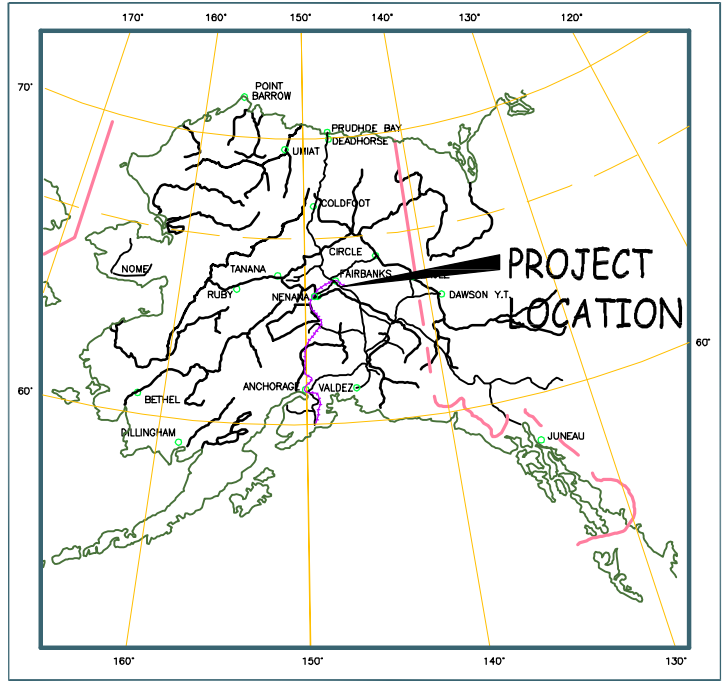 170° 160° 150° 140° 130° 120°
70°
POINT
BARROW
PRUDHOE BAY
DEADHORSE
UMIAT
COLDFOOT
CIRCLE
NOME
TANANA
FAIRBANKS
PROJECT
LOCATION
RUBY
NENANA
DAWSON Y.T.
60°
60°
ANCHORAGE
VALDEZ
BETHEL
DILLINGHAM
JUNEAU
160° 150° 140° 130°